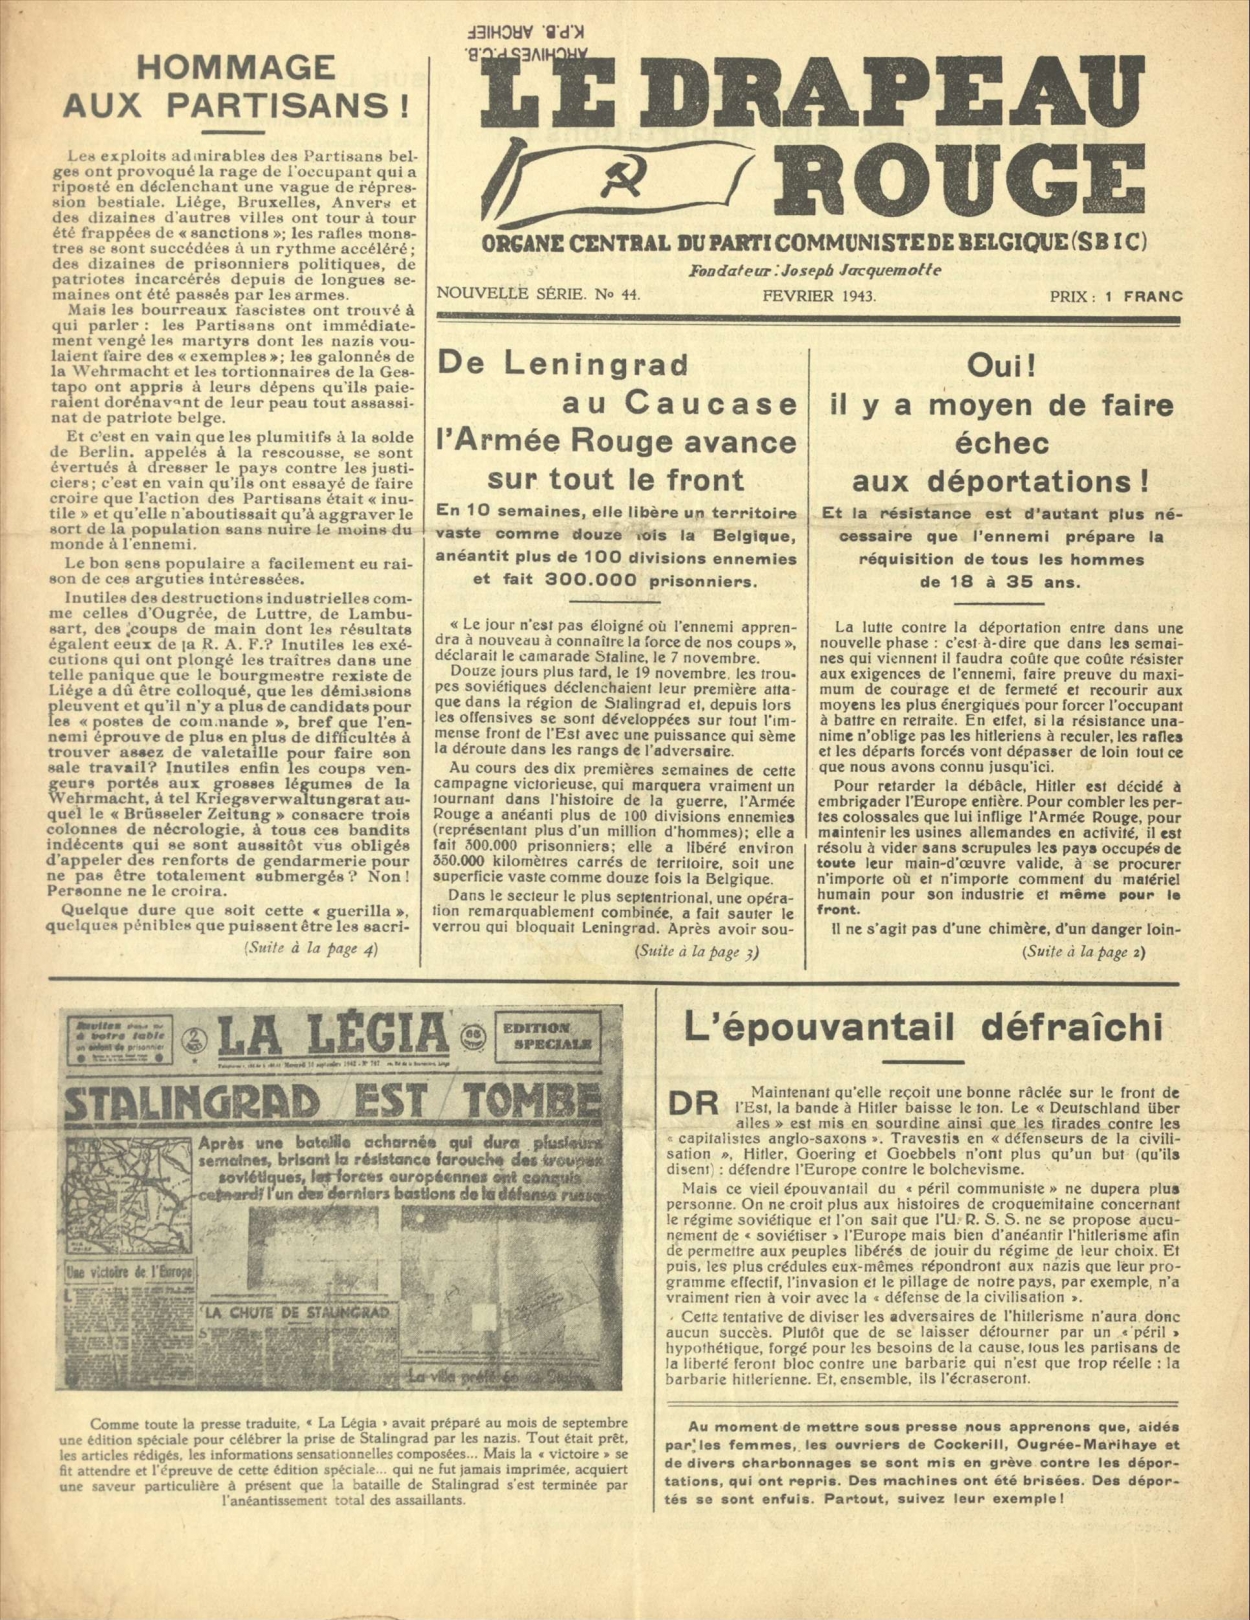 K.P.B. ARCHIEF
ARCHIVES P.C.B.
LE DRAPEAU
ROUGE
ORGANE CENTRAL DU PARTI COMMUNISTE DE BELGIQUE (SBIC)
Fondateur : Joseph Jacquemotte
NOUVELLE SÉRIE. No 44.
FEVRIER 1943.
PRIX : 1 FRANC
HOMMAGE
AUX PARTISANS !
Les exploits admirables des Partisans bel-
ges ont provoqué la rage de l'occupant qui a
riposté en déclenchant une vague de répres-
sion bestiale. Liége, Bruxelles, Anvers et
des dizaines d'autres villes ont tour à tour
été frappées de « sanctions »; les rafles mons-
tres se sont succédées à un rythme accéléré;
des dizaines de prisonniers politiques, de
patriotes incarcérés depuis de longues se-
maines ont été passés par les armes.
Mais les bourreaux fascistes ont trouvé à
qui parler : les Partisans ont immédiate-
ment vengé les martyrs dont les nazis vou-
laient faire des « exemples »; les galonnés de
la Wehrmacht et les tortionnaires de la Ges-
tapo ont appris à leurs dépens qu'ils paie-
raient dorénavant de leur peau tout assassi-
nat de patriote belge.
Et c'est en vain que les plumitifs à la solde
de Berlin, appelés à la rescousse, se sont
évertués à dresser le pays contre les justi-
ciers; c'est en vain qu'ils ont essayé de faire
croire que l'action des Partisans était « inu-
tile » et qu'elle n'aboutissait qu'à aggraver le
sort de la population sans nuire le moins du
monde à l'ennemi.
Le bon sens populaire a facilement eu rai-
son de ces arguties intéressées.
Inutiles des destructions industrielles com-
me celles d'Ougrée, de Luttre, de Lambu-
sart, des coups de main dont les résultats
égalent ceux de la R. A. F.? Inutiles les exé-
cutions qui ont plongé les traîtres dans une
telle panique que le bourgmestre rexiste de
Liége a dû être colloqué, que les démissions
pleuvent et qu'il n'y a plus de candidats pour
les « postes de commande », bref que l'en-
nemi éprouve de plus en plus de difficultés à
trouver assez de valetaille pour faire son
sale travail? Inutiles enfin les coups ven-
geurs portés aux grosses légumes de la
Wehrmacht, à tel Kriegsverwaltungsrat au-
quel le « Brüsseler Zeitung » consacre trois
colonnes de nécrologie, à tous ces bandits
indécents qui se sont aussitôt vus obligés
d'appeler des renforts de gendarmerie pour
ne pas être totalement submergés? Non!
Personne ne le croira.
Quelque dure que soit cette « guerilla »,
quelques pénibles que puissent être les sacri-
(Suite à la page 4)
De Leningrad
au Caucase
l'Armée Rouge avance
sur tout le front
En 10 semaines, elle libère un territoire
vaste comme douze fois la Belgique,
anéantit plus de 100 divisions ennemies
et fait 300.000 prisonniers.
« Le jour n'est pas éloigné où l'ennemi appren-
dra à nouveau à connaître la force de nos coups »,
déclarait le camarade Staline, le 7 novembre.
Douze jours plus tard, le 19 novembre, les trou-
pes soviétiques déclenchaient leur première atta-
que dans la région de Stalingrad et, depuis lors
les offensives se sont développées sur tout l'im-
mense front de l'Est avec une puissance qui sème
la déroute dans les rangs de l'adversaire.
Au cours des dix premières semaines de cette
campagne victorieuse, qui marquera vraiment un
tournant dans l'histoire de la guerre, l'Armée
Rouge a anéanti plus de 100 divisions ennemies
(représentant plus d'un million d'hommes); elle a
fait 300.000 prisonniers; elle a libéré environ
350.000 kilomètres carrés de territoire, soit une
superficie vaste comme douze fois la Belgique.
Dans le secteur le plus septentrional, une opéra-
tion remarquablement combinée, a fait sauter le
verrou qui bloquait Leningrad. Après avoir sou-
(Suite à la page 3)
Oui!
il y a moyen de faire
échec
aux déportations !
Et la résistance est d'autant plus né-
cessaire que l'ennemi prépare la
réquisition de tous les hommes
de 18 à 35 ans.
La lutte contre la déportation entre dans une
nouvelle phase : c'est-à-dire que dans les semai-
nes qui viennent il faudra coûte que coûte résister
aux exigences de l'ennemi, faire preuve du maxi-
mum de courage et de fermeté et recourir aux
moyens les plus énergiques pour forcer l'occupant
à battre en retraite. En effet, si la résistance una-
nime n'oblige pas les hitleriens à reculer, les rafles
et les départs forcés vont dépasser de loin tout ce
que nous avons connu jusqu'ici.
Pour retarder la débâcle, Hitler est décidé à
embrigader l'Europe entière. Pour combler les per-
tes colossales que lui inflige l'Armée Rouge, pour
maintenir les usines allemandes en activité, il est
résolu à vider sans scrupules les pays occupés de
toute leur main-d'œuvre valide, à se procurer
n'importe où et n'importe comment du matériel
humain pour son industrie et même pour le
front.
Il ne s'agit pas d'une chimère, d'un danger loin-
(Suite à la page 2)
Invitez
à votre table
un enfant de prisonnier
2
LA LÉGIA
65
EDITION
SPECIALE
STALINGRAD EST TOMBE
Après une bataille acharnée qui dura plusieurs
semaines, brisant la résistance farouche des troupes
soviétiques, les forces européennes ont conquis
ce mardi l'un des derniers bastions de la défense russe
Une victoire de l'Europe
LA CHUTE DE STALINGRAD
La ville
Comme toute la presse traduite, « La Légia » avait préparé au mois de septembre
une édition spéciale pour célébrer la prise de Stalingrad par les nazis. Tout était prêt,
les articles rédigés, les informations sensationnelles composées... Mais la « victoire » se
fit attendre et l'épreuve de cette édition spéciale... qui ne fut jamais imprimée, acquiert
une saveur particulière à présent que la bataille de Stalingrad s'est terminée par
l'anéantissement total des assaillants.
L'épouvantail défraîchi
DR Maintenant qu'elle reçoit une bonne râclée sur le front de
l'Est, la bande à Hitler baisse le ton. Le « Deutschland über
alles » est mis en sourdine ainsi que les tirades contre les
« capitalistes anglo-saxons ». Travestis en « défenseurs de la civili-
sation », Hitler, Goering et Goebbels n'ont plus qu'un but (qu'ils
disent) : défendre l'Europe contre le bolchevisme.
Mais ce vieil épouvantail du « péril communiste » ne dupera plus
personne. On ne croit plus aux histoires de croquemitaine concernant
le régime soviétique et l'on sait que l'U. R. S. S. ne se propose aucu-
nement de « soviétiser » l'Europe mais bien d'anéantir l'hitlerisme afin
de permettre aux peuples libérés de jouir du régime de leur choix. Et
puis, les plus crédules eux-mêmes répondront aux nazis que leur pro-
gramme effectif, l'invasion et le pillage de notre pays, par exemple, n'a
vraiment rien à voir avec la « défense de la civilisation ».
Cette tentative de diviser les adversaires de l'hitlerisme n'aura donc
aucun succès. Plutôt que de se laisser détourner par un « péril »
hypothétique, forgé pour les besoins de la cause, tous les partisans de
la liberté feront bloc contre une barbarie qui n'est que trop réelle : la
barbarie hitlerienne. Et, ensemble, ils l'écraseront.
Au moment de mettre sous presse nous apprenons que, aidés
par les femmes, les ouvriers de Cockerill, Ougrée-Marihaye et
de divers charbonnages se sont mis en grève contre les dépor-
tations, qui ont repris. Des machines ont été brisées. Des dépor-
tés se sont enfuis. Partout, suivez leur exemple!